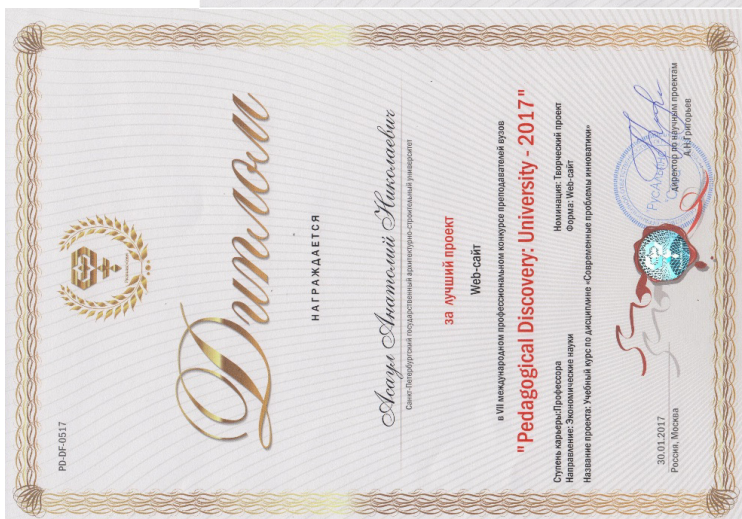 PD-DF-0517
Диплом
НАГРАЖДАЕТСЯ
Асаул Анатолий Николаевич
Санкт-Петербургский государственный архитектурно-строительный университет
за лучший проект
Web-сайт
в VII международном профессиональном конкурсе преподавателей вузов
"Pedagogical Discovery: University - 2017"
Ступень карьеры:Профессора
Направление: Экономические науки
Номинация: Творческий проект
Форма: Web-сайт
Название проекта: Учебный курс по дисциплине «Современные проблемы инноватики»
30.01.2017
Россия, Москва
директор по научным проектам
А.Н.Григорьев